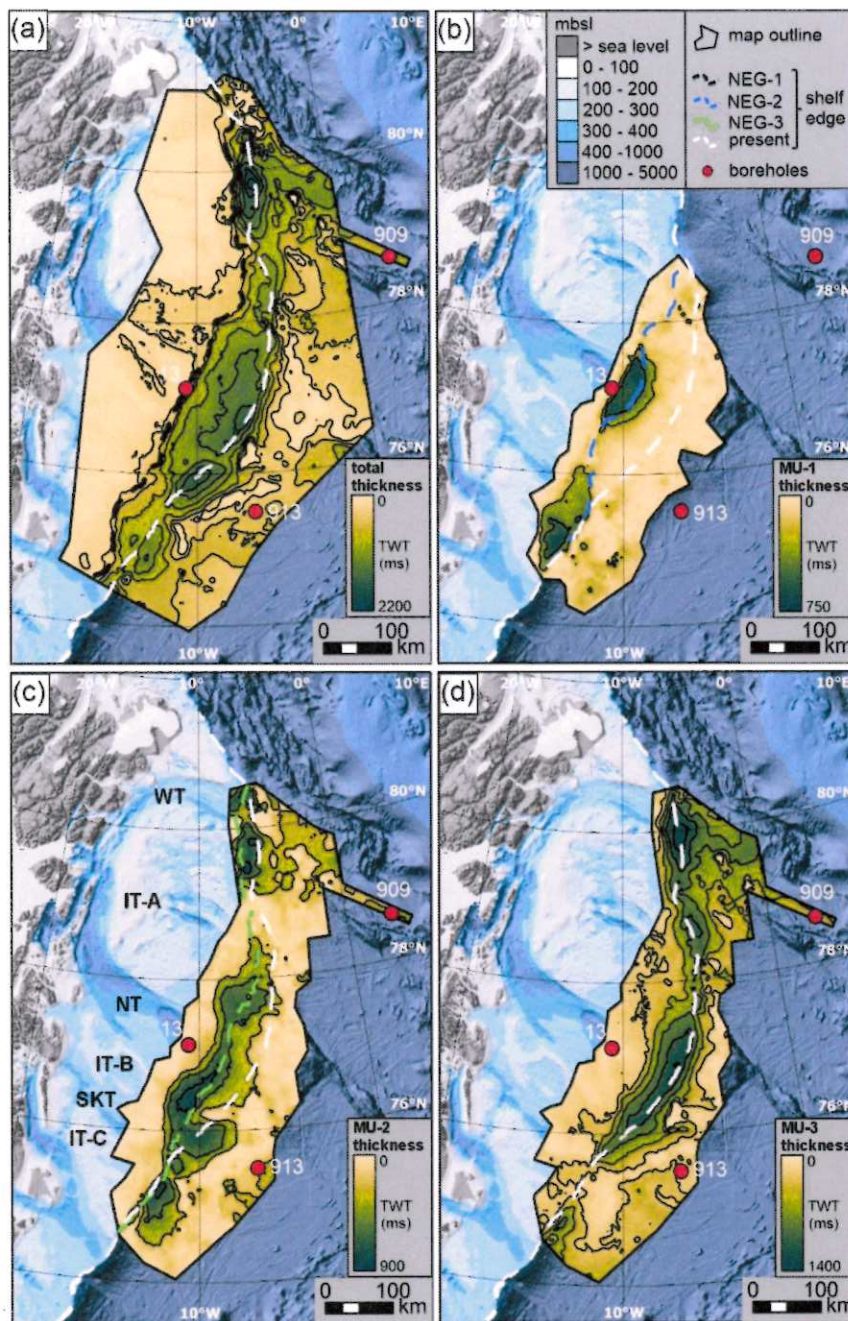 (a)
20°W
10°W
0°
10°E
80°N
909
78°N
13
76°N
913
total
thickness
0
TWT
(ms)
2200
0 100
km
10°W
(b)
mbsl
> sea level
0 - 100
100 - 200
200 - 300
300 - 400
400 -1000
1000 - 5000
map outline
NEG-1
NEG-2
NEG-3
present
shelf
edge
boreholes
909
78°N
13
76°N
913
MU-1
thickness
0
TWT
(ms)
750
0 100
km
10°W
(c)
20°W
10°W
0°
10°E
WT
80°N
IT-A
909
78°N
NT
13
IT-B
SKT
76°N
IT-C
913
MU-2
thickness
0
TWT
(ms)
900
0 100
km
10°W
(d)
20°W
10°W
0°
10°E
80°N
909
78°N
13
76°N
913
MU-3
thickness
0
TWT
(ms)
1400
0 100
km
10°W